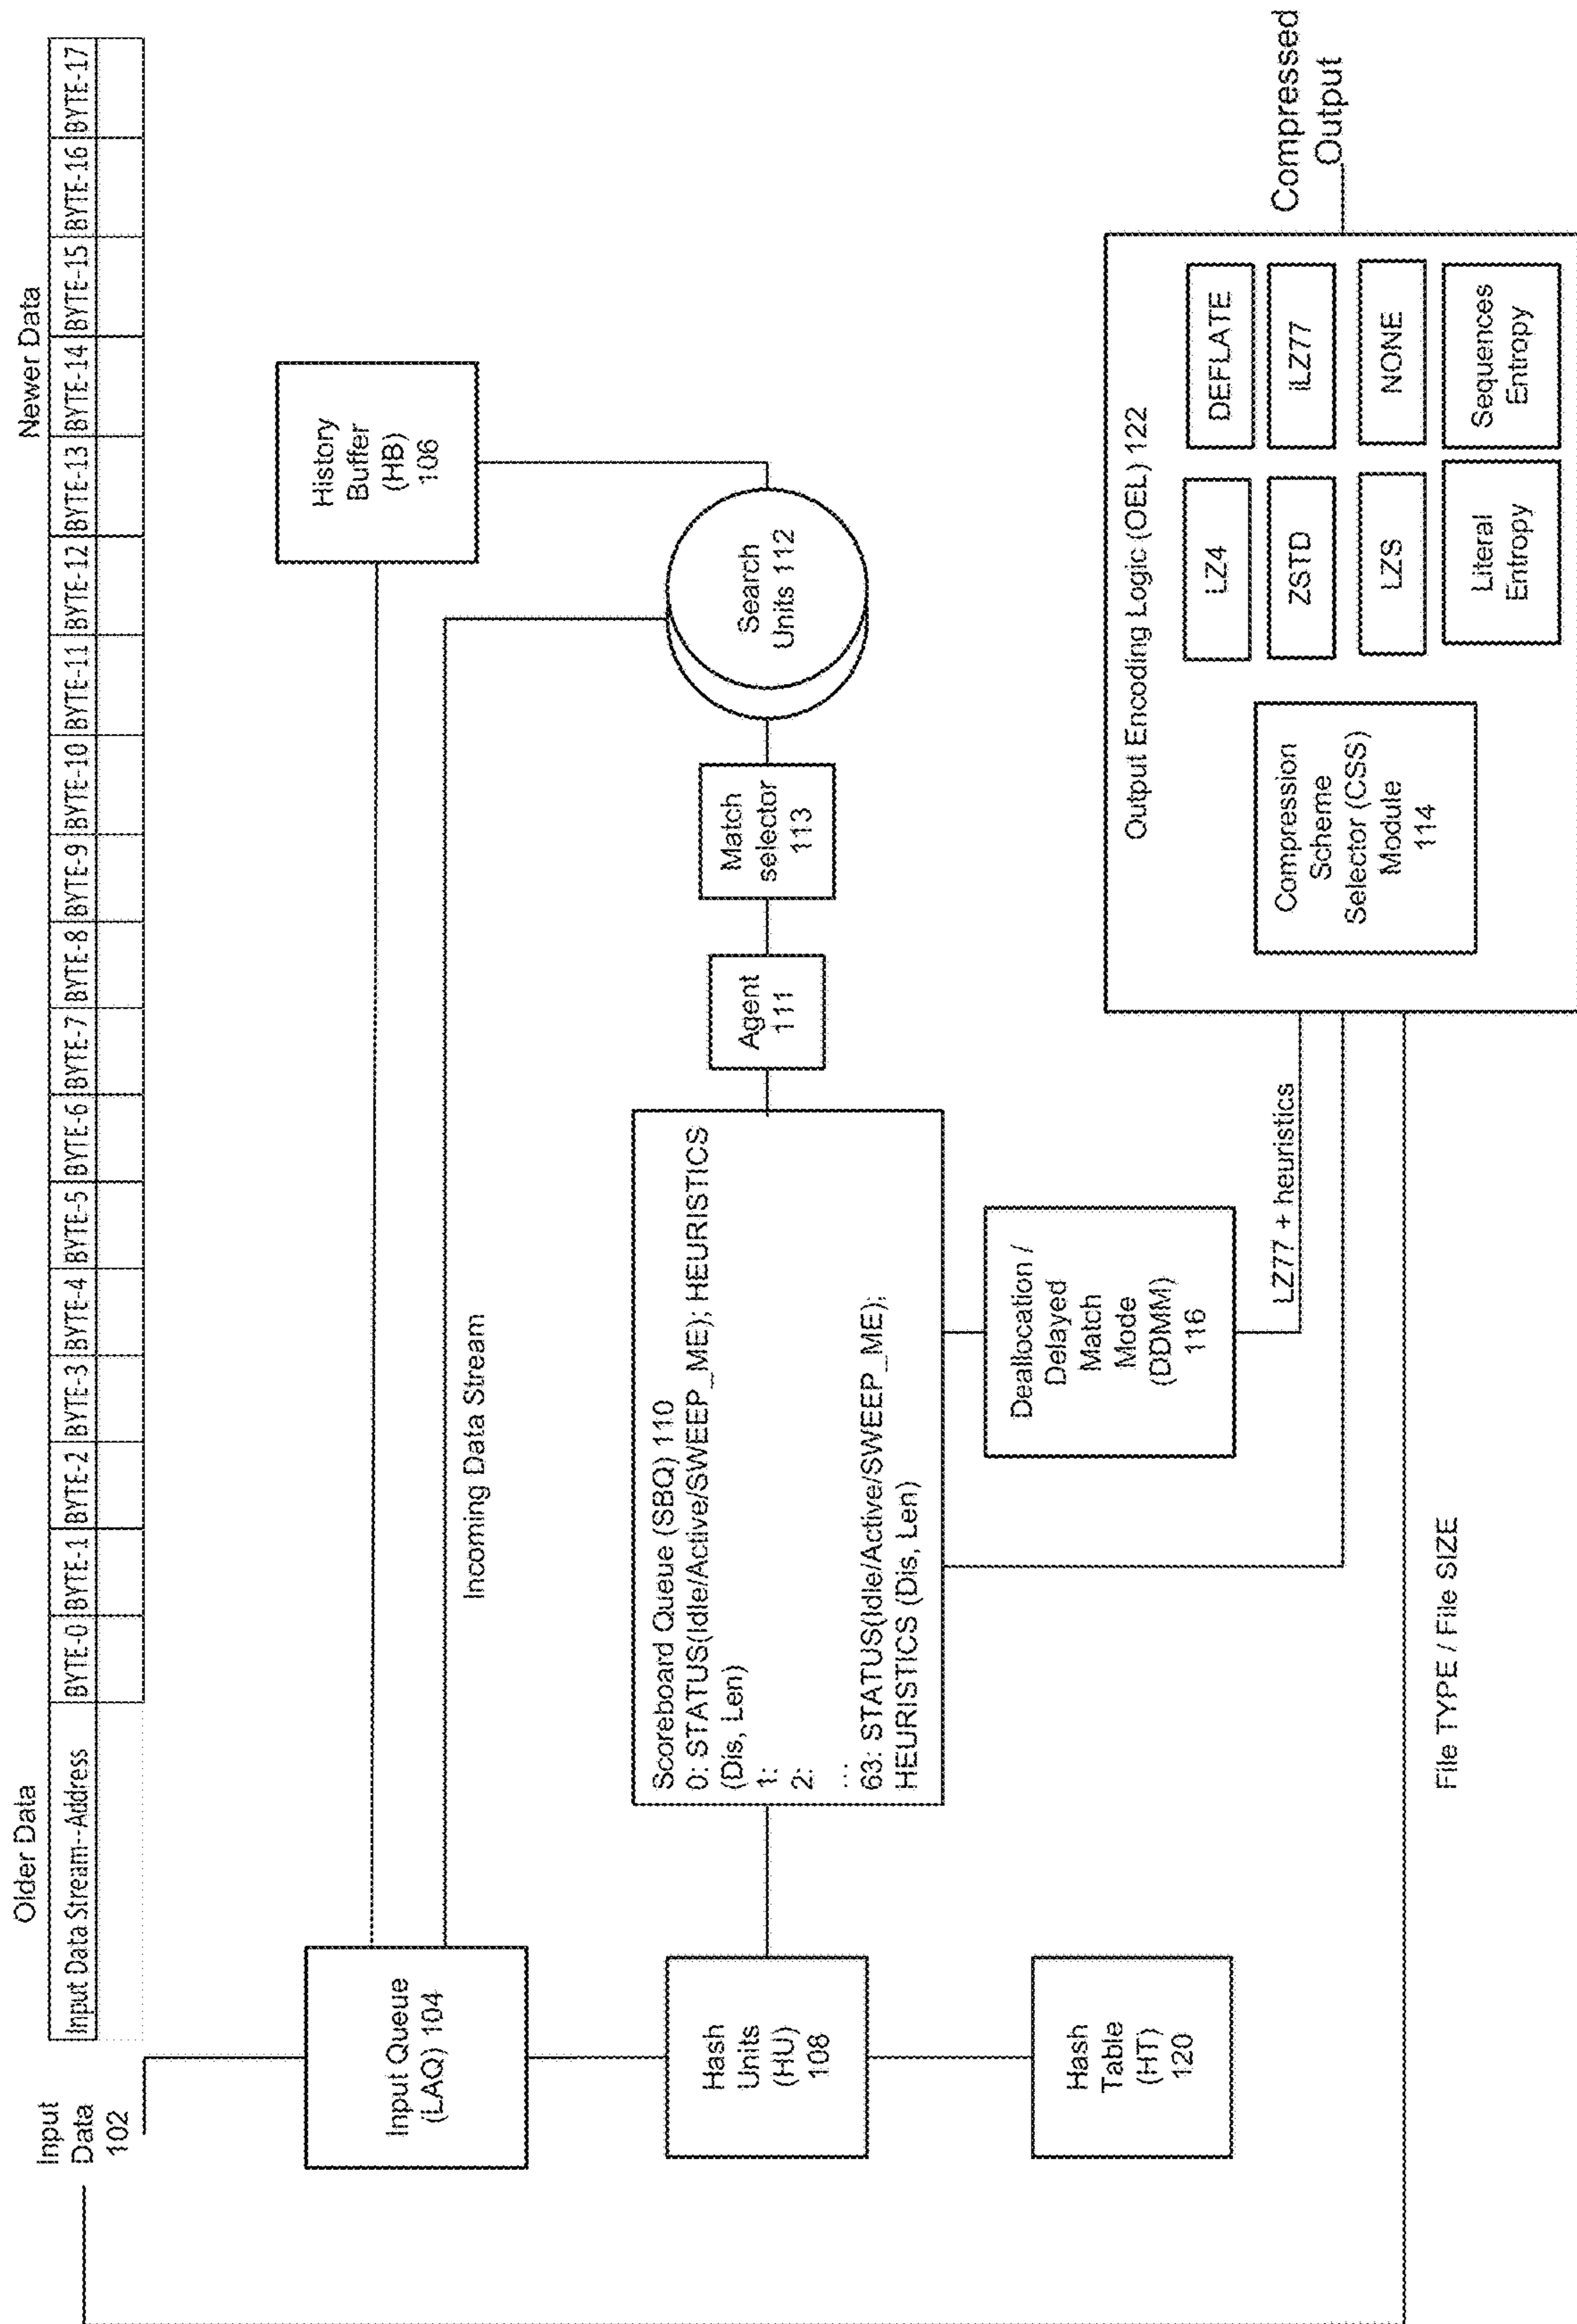 Older Data
Newer Data
Input
Data
102
Input Data Stream--Address
BYTE-0
BYTE-1
BYTE-2
BYTE-3
BYTE-4
BYTE-5
BYTE-6
BYTE-7
BYTE-8
BYTE-9
BYTE-10
BYTE-11
BYTE-12
BYTE-13
BYTE-14
BYTE-15
BYTE-16
BYTE-17
Input Queue
(LAQ) 104
History
Buffer
(HB)
106
Incoming Data Stream
Hash
Units
(HU)
108
Scoreboard Queue (SBQ) 110
0: STATUS(Idle/Active/SWEEP_ME); HEURISTICS
(Dis, Len)
1:
2:
...
63: STATUS(Idle/Active/SWEEP_ME);
HEURISTICS (Dis, Len)
Agent
111
Match
selector
113
Search
Units 112
Hash
Table
(HT)
120
Deallocation /
Delayed
Match
Mode
(DDMM)
116
LZ77 + heuristics
File TYPE / File SIZE
Output Encoding Logic (OEL) 122
Compression
Scheme
Selector (CSS)
Module
114
LZ4
DEFLATE
ZSTD
iLZ77
LZS
NONE
Literal
Entropy
Sequences
Entropy
Compressed
Output